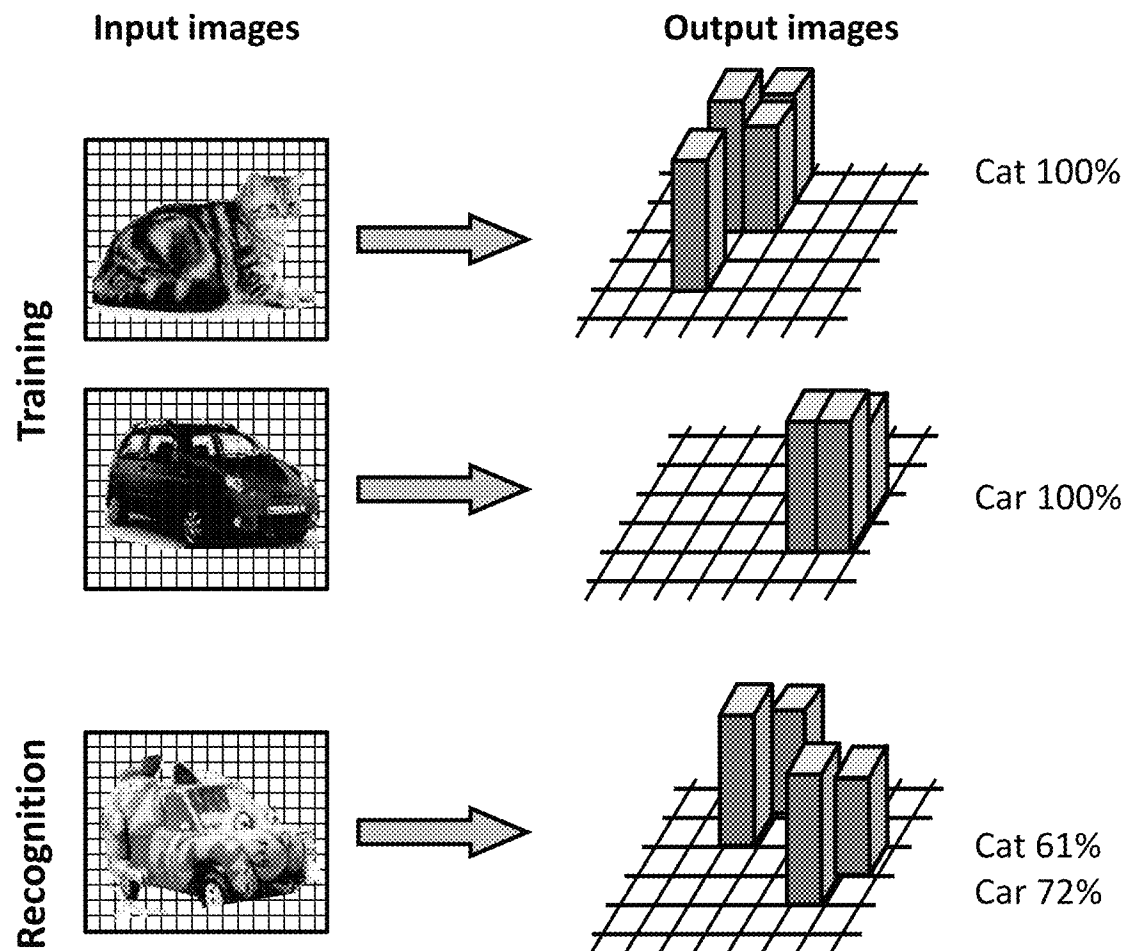 Input images
Output images
Training
Cat 100%
Car 100%
Recognition
Cat 61%
Car 72%